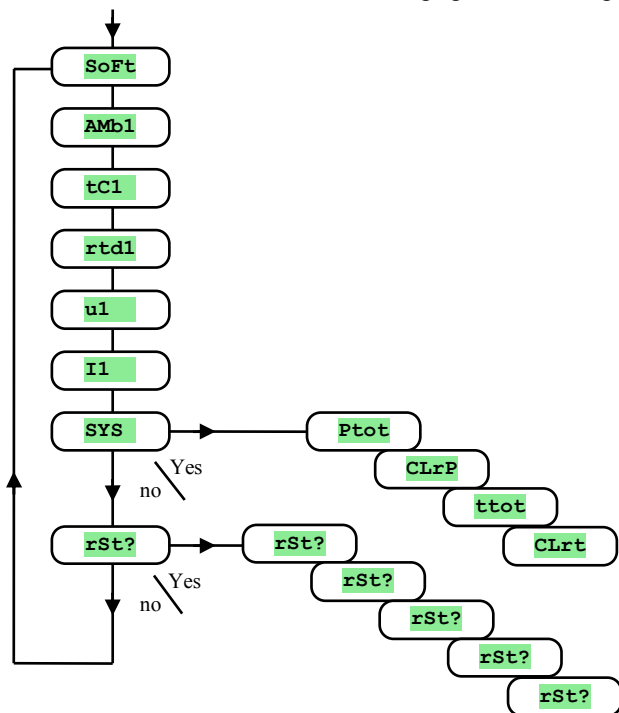 SoFt
AMb1
tC1
rtd1
u1
I1
SYS
Ptot
CLrP
ttot
CLrt
Yes
no
rSt?
rSt?
rSt?
rSt?
rSt?
rSt?
Yes
no